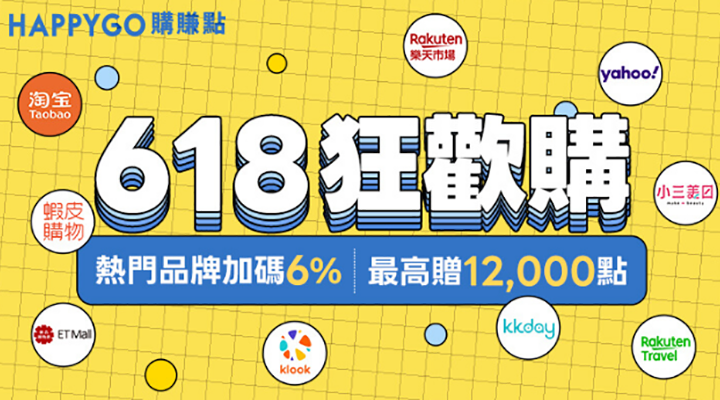 HAPPYGO 購賺點
Rakuten
樂天市場
yahoo!
淘宝
Taobao
618狂歡購
小三美日
make × beauty
蝦皮
購物
熱門品牌加碼6% 最高贈12,000點
ETMall
klook
kkday
Rakuten
Travel